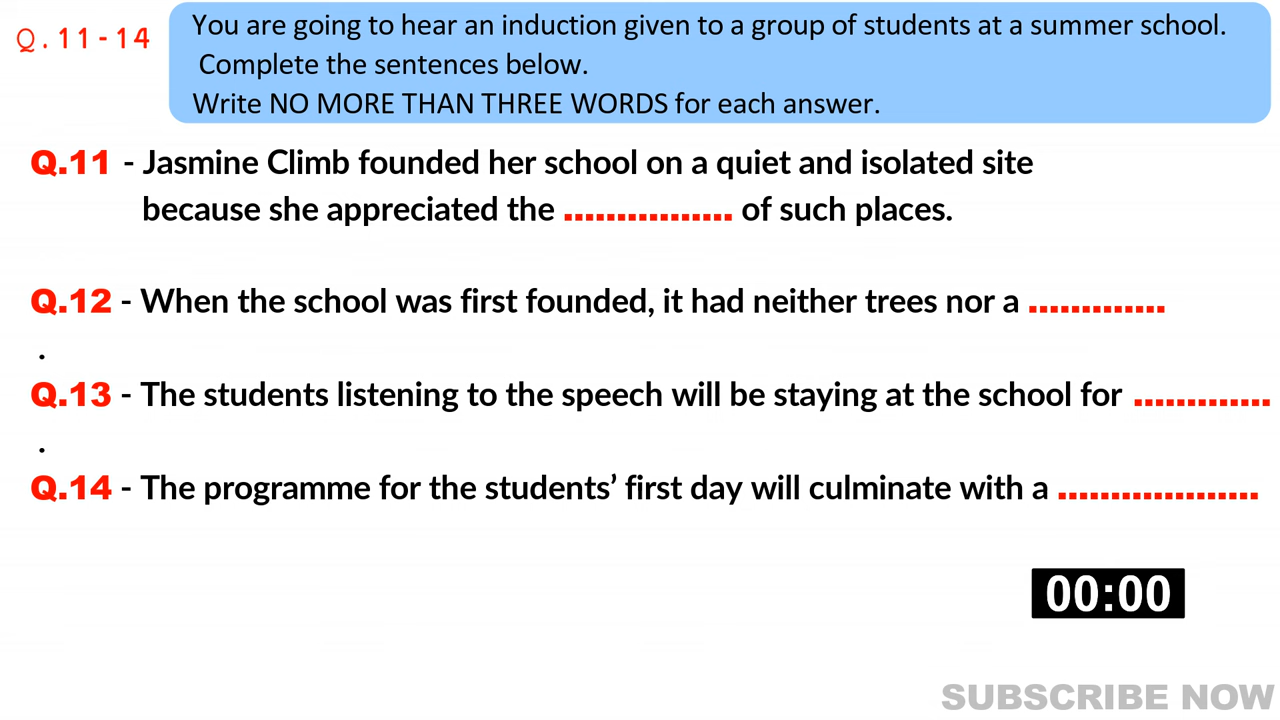 Q.11-14
You are going to hear an induction given to a group of students at a summer school.
Complete the sentences below.
Write NO MORE THAN THREE WORDS for each answer.
Q.11 - Jasmine Climb founded her school on a quiet and isolated site
because she appreciated the ................ of such places.
Q.12 - When the school was first founded, it had neither trees nor a .............
.
Q.13 - The students listening to the speech will be staying at the school for .............
.
Q.14 - The programme for the students’ first day will culminate with a ...................
00:00
SUBSCRIBE NOW